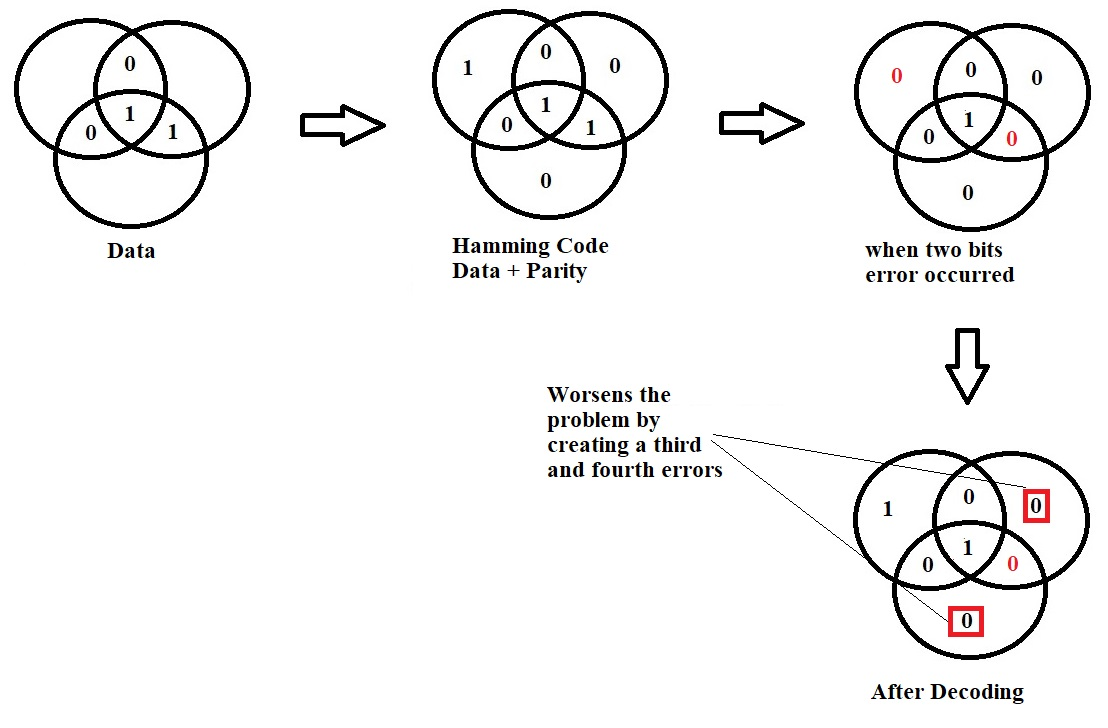 0
1
0 1
Data
1 0 0
1
0 1
0
Hamming Code
Data + Parity
0 0 0
1
0 0
0
when two bits
error occurred
Worsens the
problem by
creating a third
and fourth errors
1 0 0
1
0 0
0
After Decoding